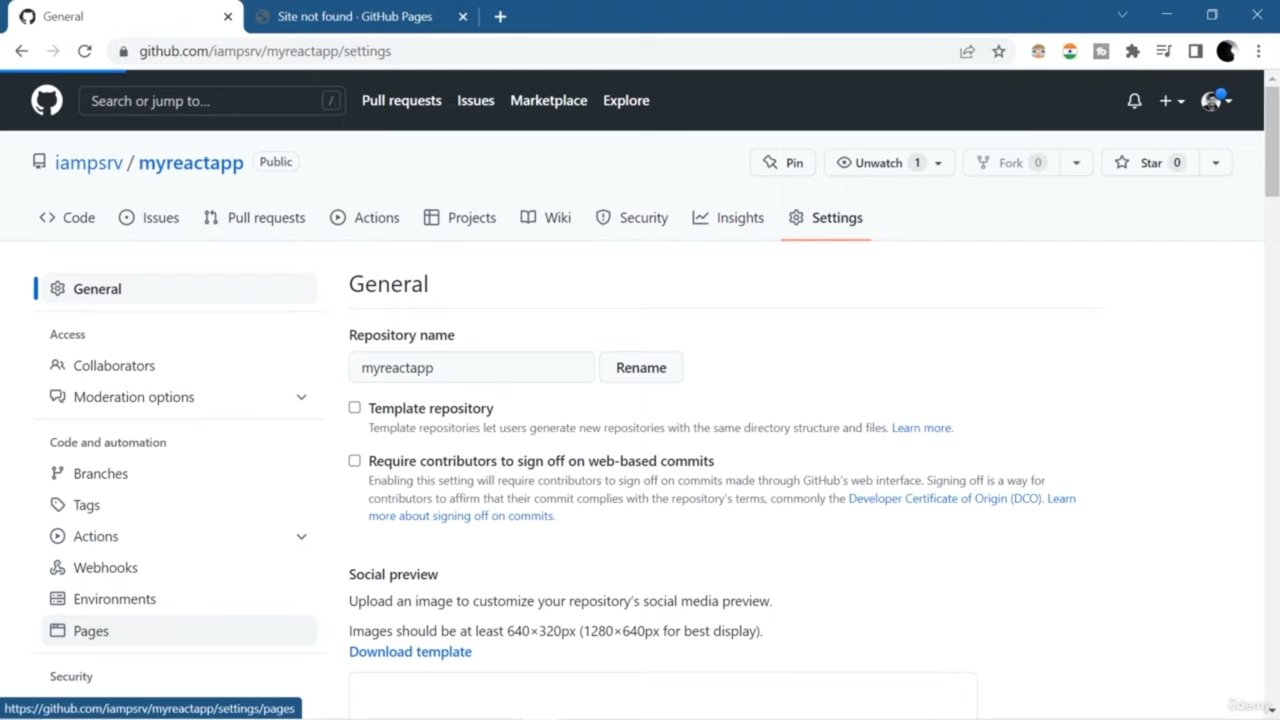 General
Site not found · GitHub Pages
github.com/iampsrv/myreactapp/settings
Search or jump to...
/
Pull requests
Issues
Marketplace
Explore
iampsrv / myreactapp
Public
Pin
Unwatch 1
Fork 0
Star 0
Code
Issues
Pull requests
Actions
Projects
Wiki
Security
Insights
Settings
General
Access
Collaborators
Moderation options
Code and automation
Branches
Tags
Actions
Webhooks
Environments
Pages
Security
General
Repository name
myreactapp
Rename
Template repository
Template repositories let users generate new repositories with the same directory structure and files. Learn more.
Require contributors to sign off on web-based commits
Enabling this setting will require contributors to sign off on commits made through GitHub's web interface. Signing off is a way for
contributors to affirm that their commit complies with the repository's terms, commonly the Developer Certificate of Origin (DCO). Learn
more about signing off on commits.
Social preview
Upload an image to customize your repository's social media preview.
Images should be at least 640×320px (1280×640px for best display).
Download template
https://github.com/iampsrv/myreactapp/settings/pages
udemy